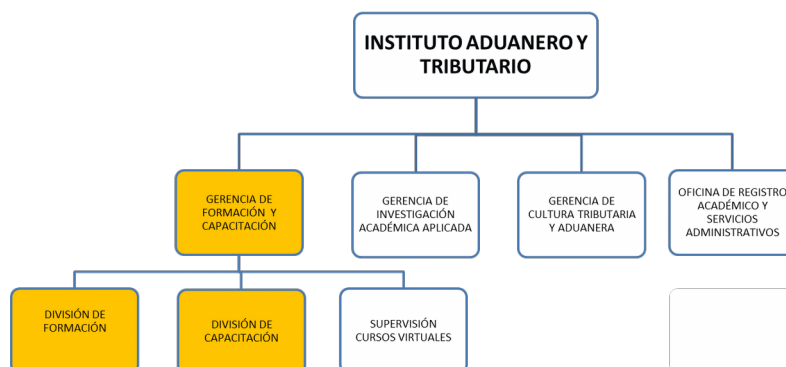 INSTITUTO ADUANERO Y
TRIBUTARIO
GERENCIA DE
FORMACIÓN Y
CAPACITACIÓN
GERENCIA DE
INVESTIGACIÓN
ACADÉMICA APLICADA
GERENCIA DE
CULTURA TRIBUTARIA
Y ADUANERA
OFICINA DE REGISTRO
ACADÉMICO Y
SERVICIOS
ADMINISTRATIVOS
DIVISIÓN DE
FORMACIÓN
DIVISIÓN DE
CAPACITACIÓN
SUPERVISIÓN
CURSOS VIRTUALES